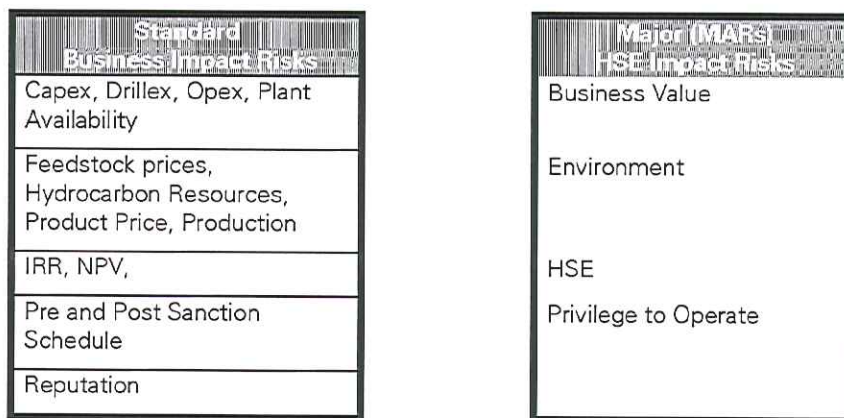 Standard
Business Impact Risks
Capex, Drillex, Opex, Plant
Availability
Feedstock prices,
Hydrocarbon Resources,
Product Price, Production
IRR, NPV,
Pre and Post Sanction
Schedule
Reputation
Major (MARs)
HSE Impact Risks
Business Value
Environment
HSE
Privilege to Operate